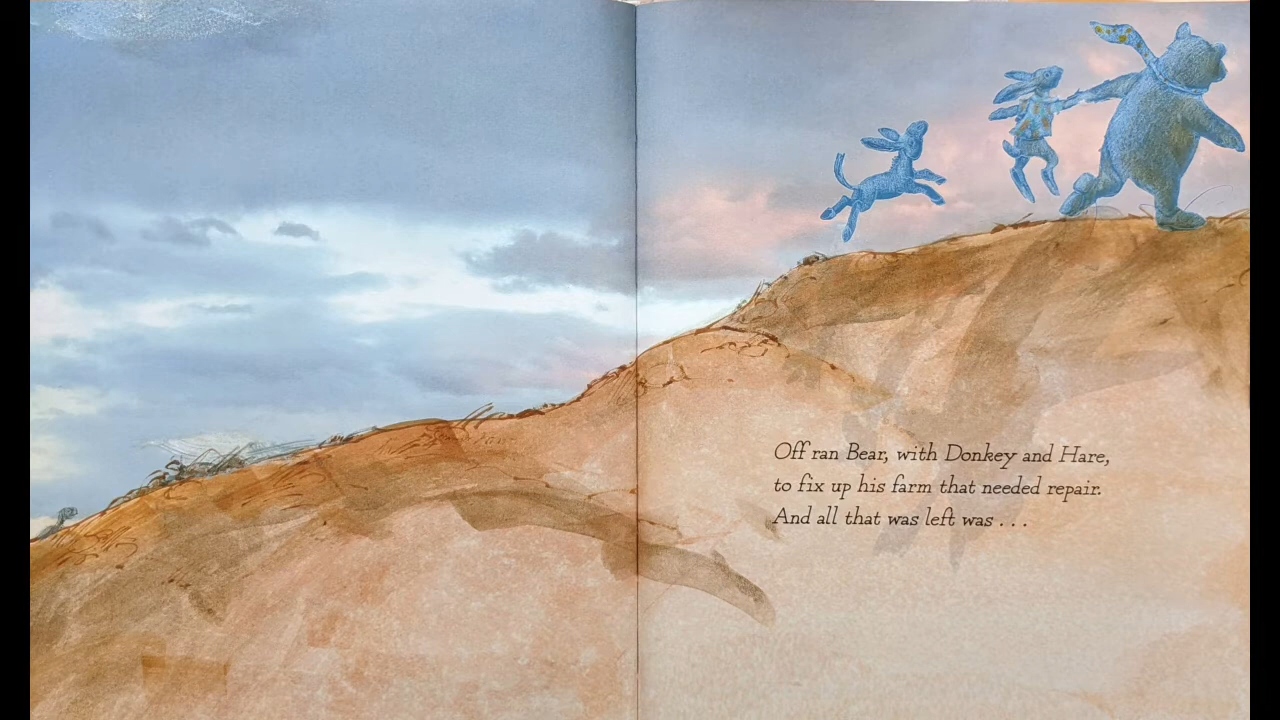 Off ran Bear, with Donkey and Hare,
to fix up his farm that needed repair.
And all that was left was . . .